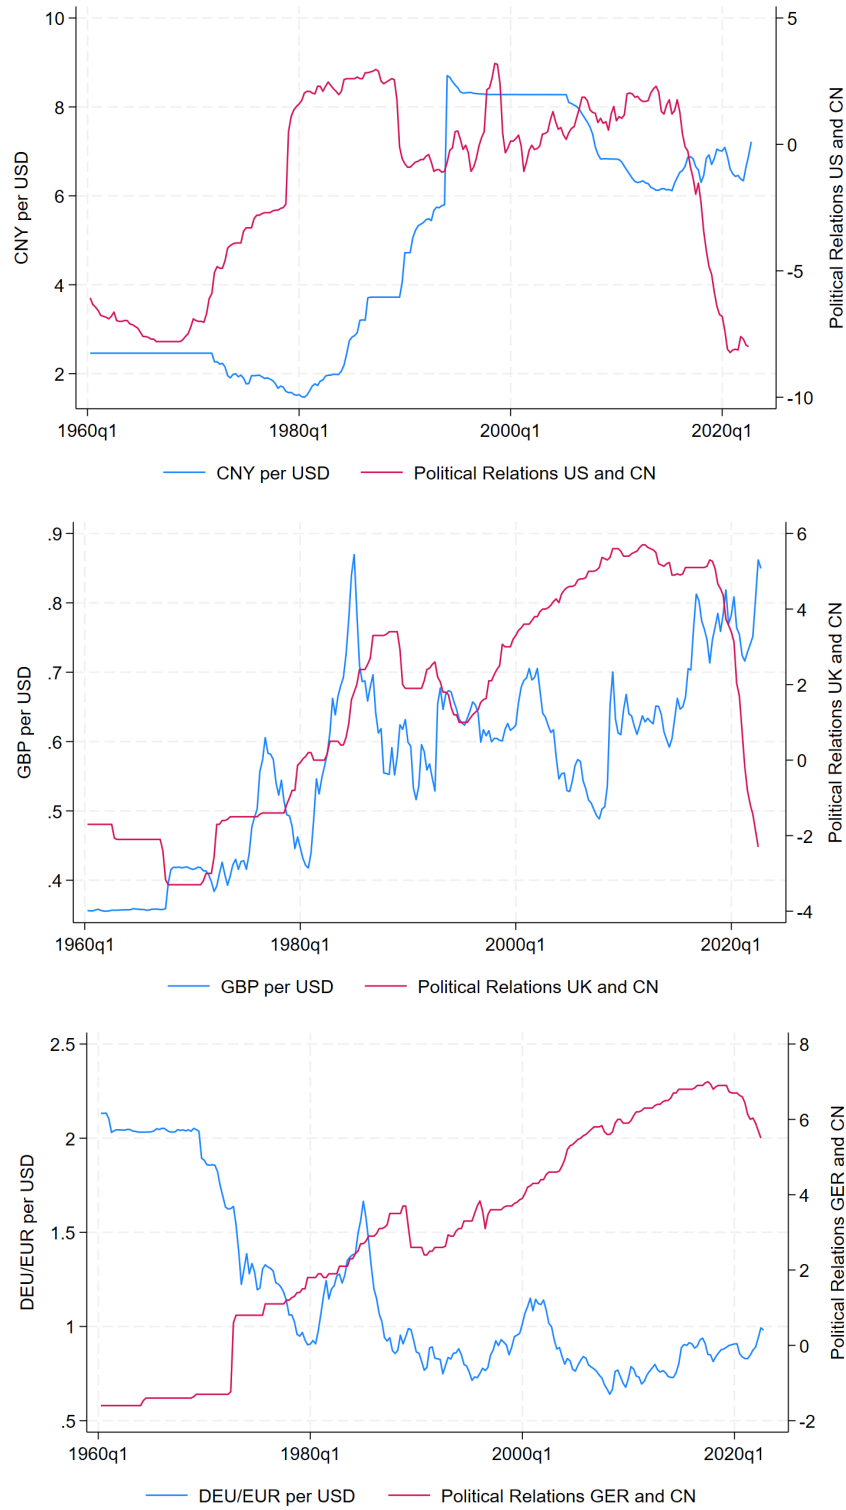 10
8
6
4
2
CNY per USD
5
0
-5
-10
Political Relations US and CN
1960q1 1980q1 2000q1 2020q1
CNY per USD Political Relations US and CN
.9
.8
.7
.6
.5
.4
GBP per USD
6
4
2
0
-2
-4
Political Relations UK and CN
1960q1 1980q1 2000q1 2020q1
GBP per USD Political Relations UK and CN
2.5
2
1.5
1
.5
DEU/EUR per USD
8
6
4
2
0
-2
Political Relations GER and CN
1960q1 1980q1 2000q1 2020q1
DEU/EUR per USD Political Relations GER and CN